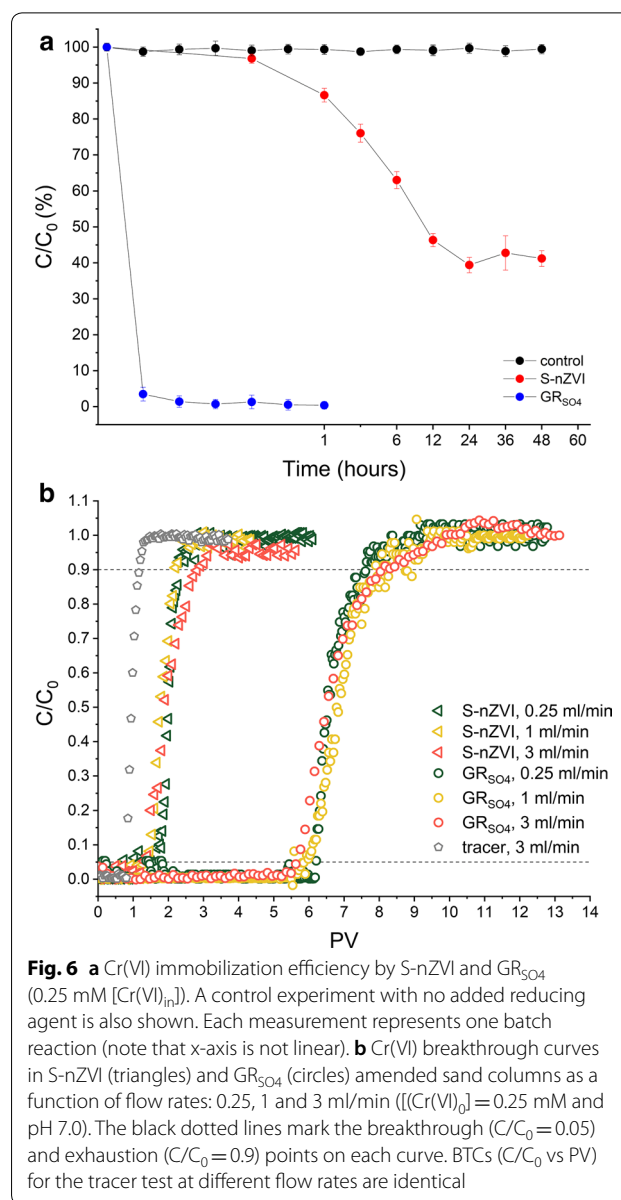 a
100
90
80
70
60
50
40
30
20
10
0
C/C₀ (%)
control
S-nZVI
GR_SO4
1 6 12 24 36 48 60
Time (hours)
b
1.1
1.0
0.9
0.8
0.7
0.6
0.5
0.4
0.3
0.2
0.1
0.0
C/C₀
S-nZVI, 0.25 ml/min
S-nZVI, 1 ml/min
S-nZVI, 3 ml/min
GR_SO4, 0.25 ml/min
GR_SO4, 1 ml/min
GR_SO4, 3 ml/min
tracer, 3 ml/min
0 1 2 3 4 5 6 7 8 9 10 11 12 13 14
PV
Fig. 6 a Cr(VI) immobilization efficiency by S-nZVI and GR_SO4
(0.25 mM [Cr(VI)_in]). A control experiment with no added reducing
agent is also shown. Each measurement represents one batch
reaction (note that x-axis is not linear). b Cr(VI) breakthrough curves
in S-nZVI (triangles) and GR_SO4 (circles) amended sand columns as a
function of flow rates: 0.25, 1 and 3 ml/min ([(Cr(VI)₀] = 0.25 mM and
pH 7.0). The black dotted lines mark the breakthrough (C/C₀ = 0.05)
and exhaustion (C/C₀ = 0.9) points on each curve. BTCs (C/C₀ vs PV)
for the tracer test at different flow rates are identical